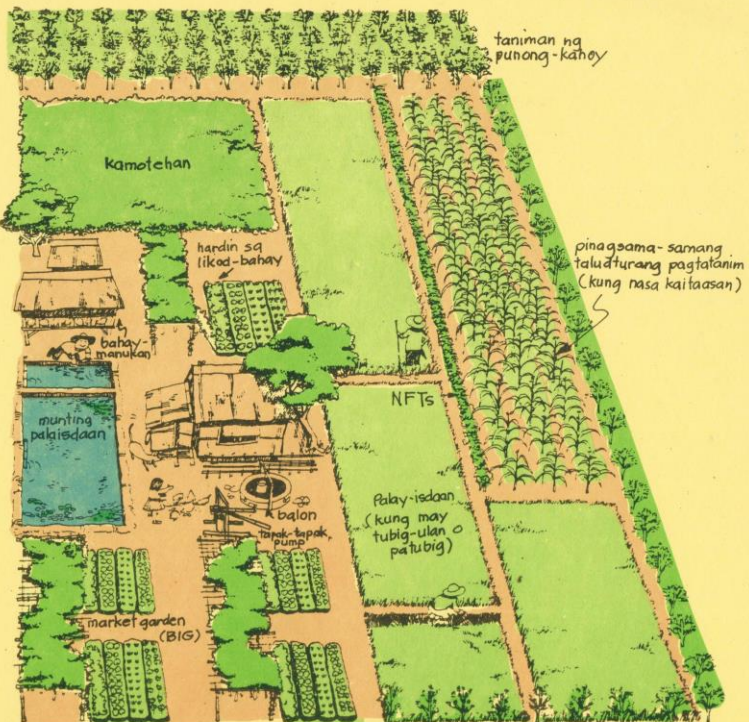 taniman ng
punong-kahoy
kamotehan
hardin sa
likod-bahay
pinagsama-samang
taludturang pagtatanim
(kung nasa kaitaasan)
bahay-
manukan
NFTs
munting
palaisdaan
Palay-isdaan
(kung may
tubig-ulan o
patubig)
balon
tapak-tapak
pump
market garden
(BIG)